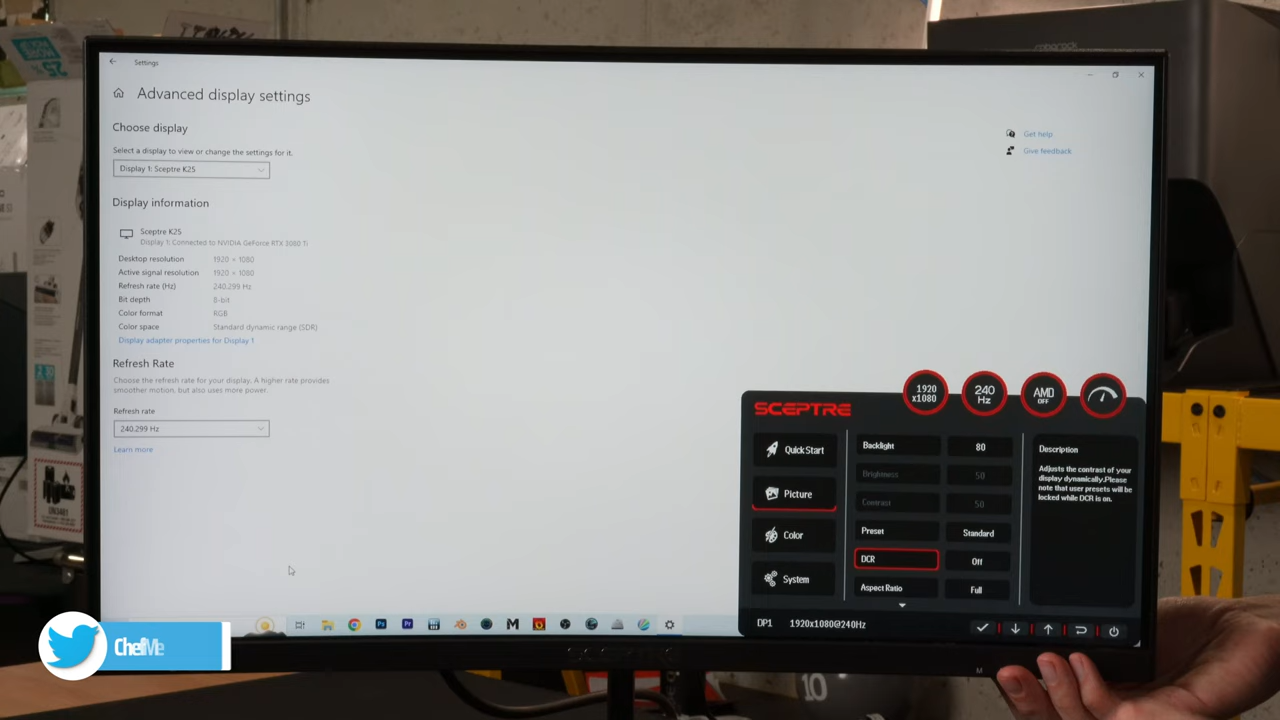 Settings
Advanced display settings
Choose display
Select a display to view or change the settings for it.
Display 1: Sceptre K25
Display information
Sceptre K25
Display 1: Connected to NVIDIA GeForce RTX 3080 Ti
Desktop resolution 1920 × 1080
Active signal resolution 1920 × 1080
Refresh rate (Hz) 240.299 Hz
Bit depth 8-bit
Color format RGB
Color space Standard dynamic range (SDR)
Display adapter properties for Display 1
Refresh Rate
Choose the refresh rate for your display. A higher rate provides
smoother motion, but also uses more power.
Refresh rate
240.299 Hz
Learn more
Get help
Give feedback
1920
x1080
240
Hz
AMD
OFF
SCEPTRE
Quick Start
Picture
Color
System
Backlight 80
Brightness 50
Contrast 50
Preset Standard
DCR Off
Aspect Ratio Full
Description
Adjusts the contrast of your
display dynamically.Please
note that user presets will be
locked while DCR is on.
DP1 1920x1080@240Hz
SCEPTRE
M
10
ChefMe